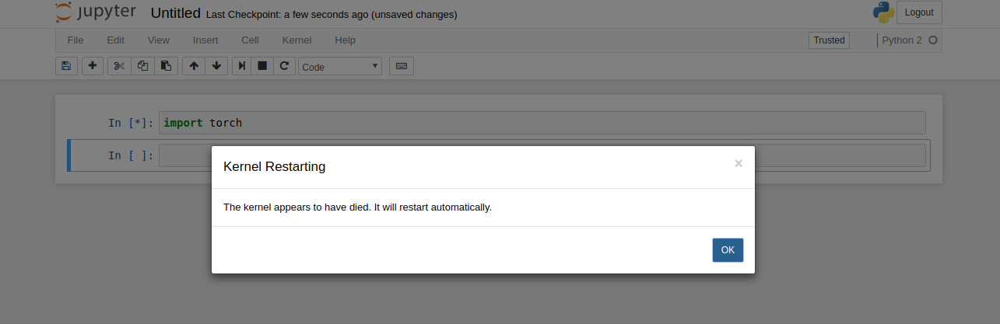 jupyter Untitled Last Checkpoint: a few seconds ago (unsaved changes) Logout
File Edit View Insert Cell Kernel Help Trusted Python 2
Code
In [*]: import torch
In [ ]:
Kernel Restarting ×
The kernel appears to have died. It will restart automatically.
OK